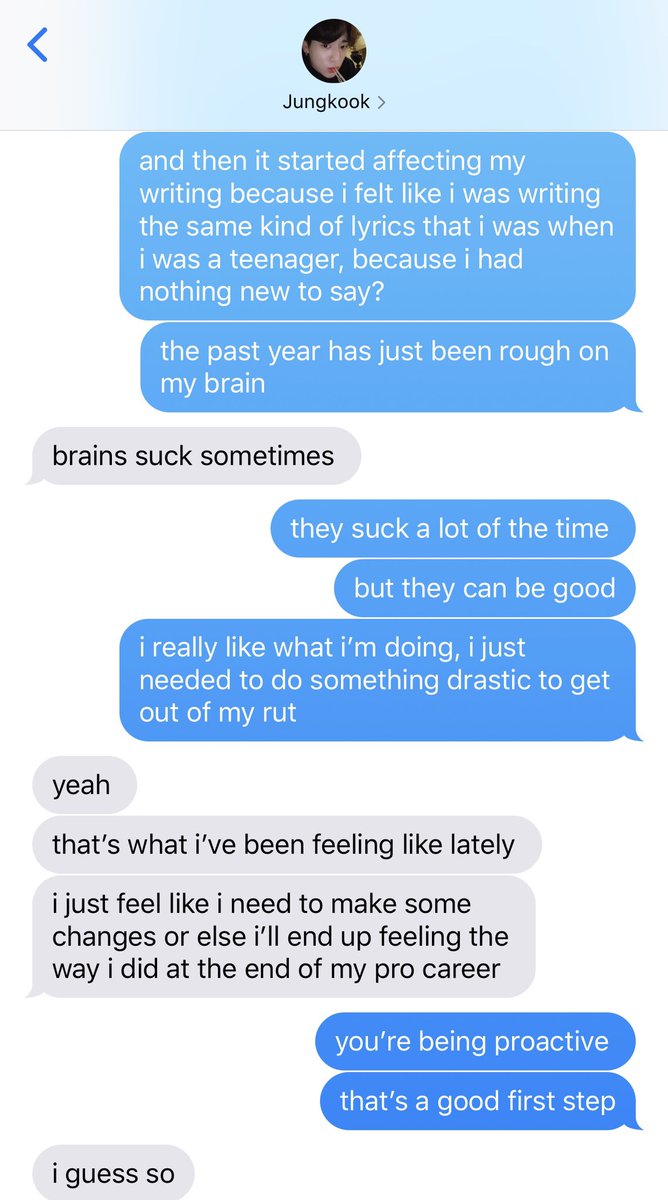 Jungkook
and then it started affecting my
writing because i felt like i was writing
the same kind of lyrics that i was when
i was a teenager, because i had
nothing new to say?
the past year has just been rough on
my brain
brains suck sometimes
they suck a lot of the time
but they can be good
i really like what i’m doing, i just
needed to do something drastic to get
out of my rut
yeah
that’s what i’ve been feeling like lately
i just feel like i need to make some
changes or else i’ll end up feeling the
way i did at the end of my pro career
you’re being proactive
that’s a good first step
i guess so